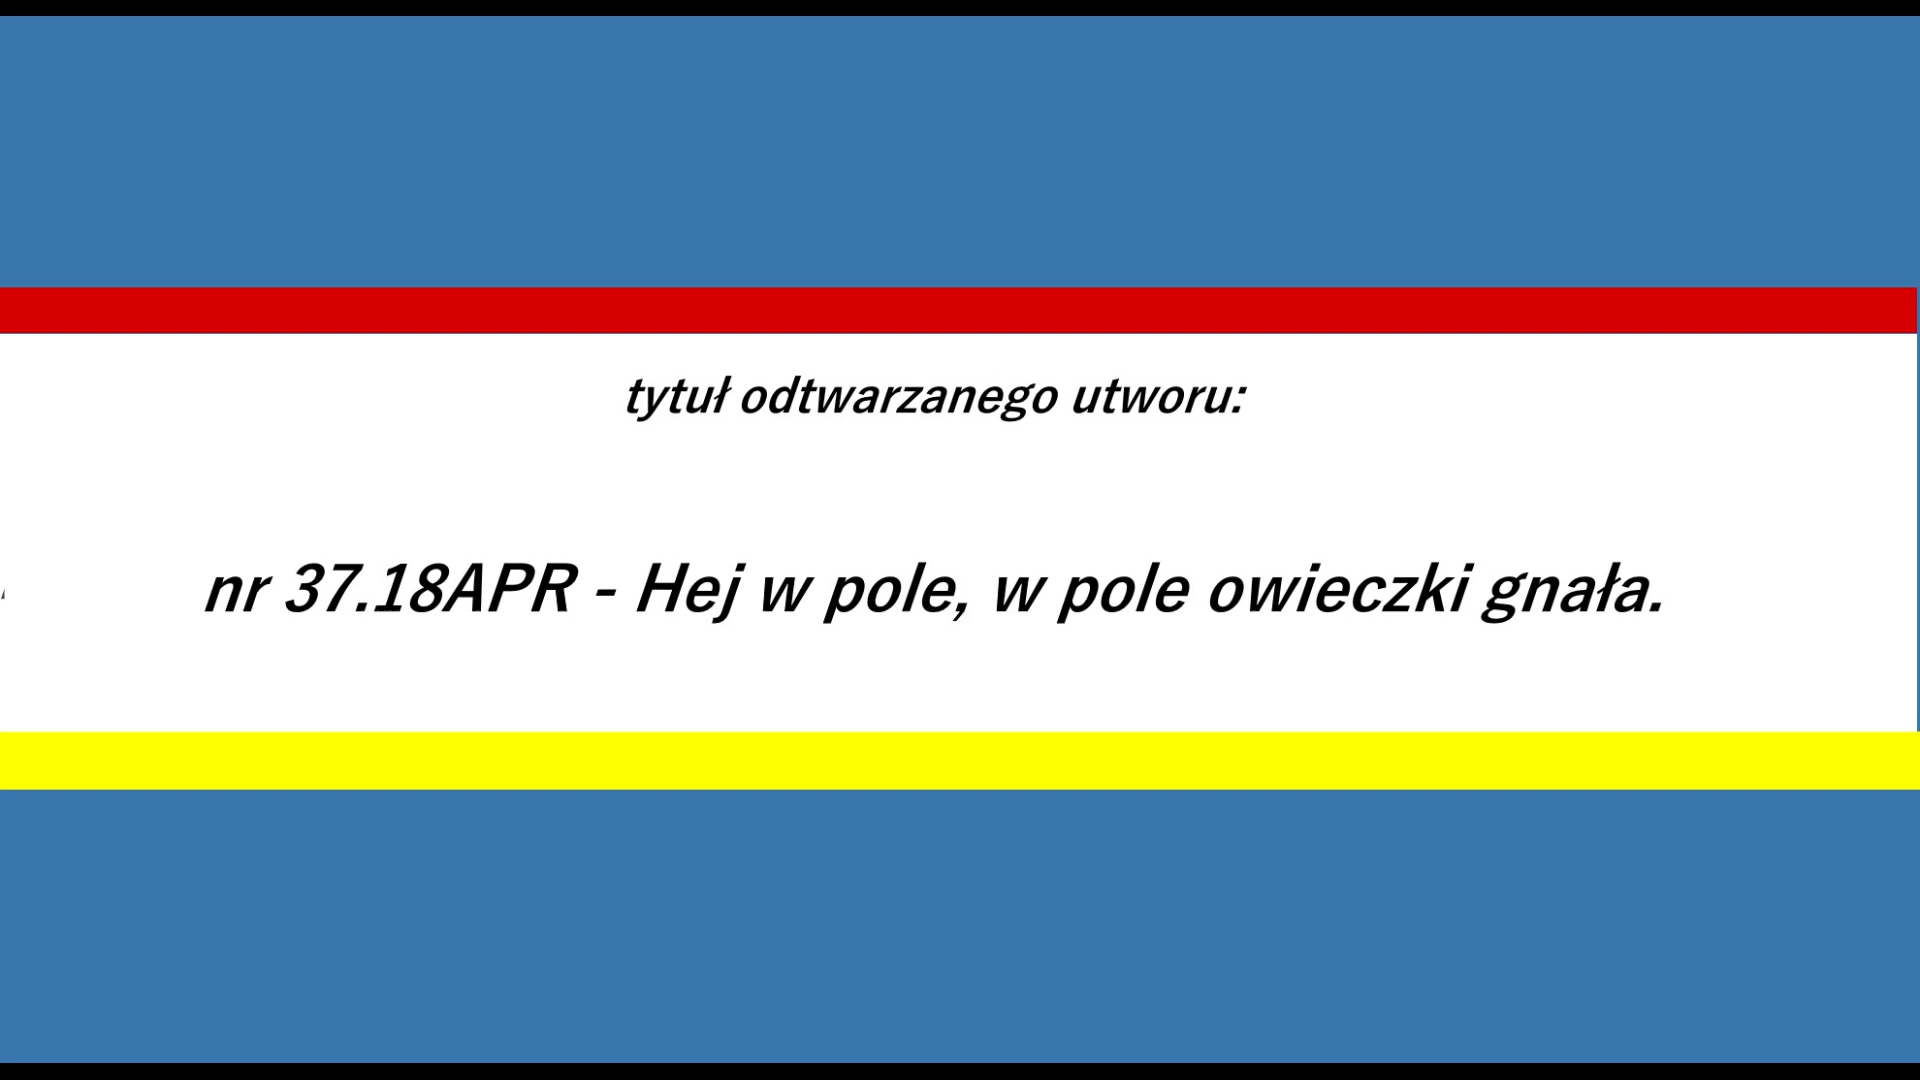 tytuł odtwarzanego utworu:
nr 37.18APR - Hej w pole, w pole owieczki gnała.